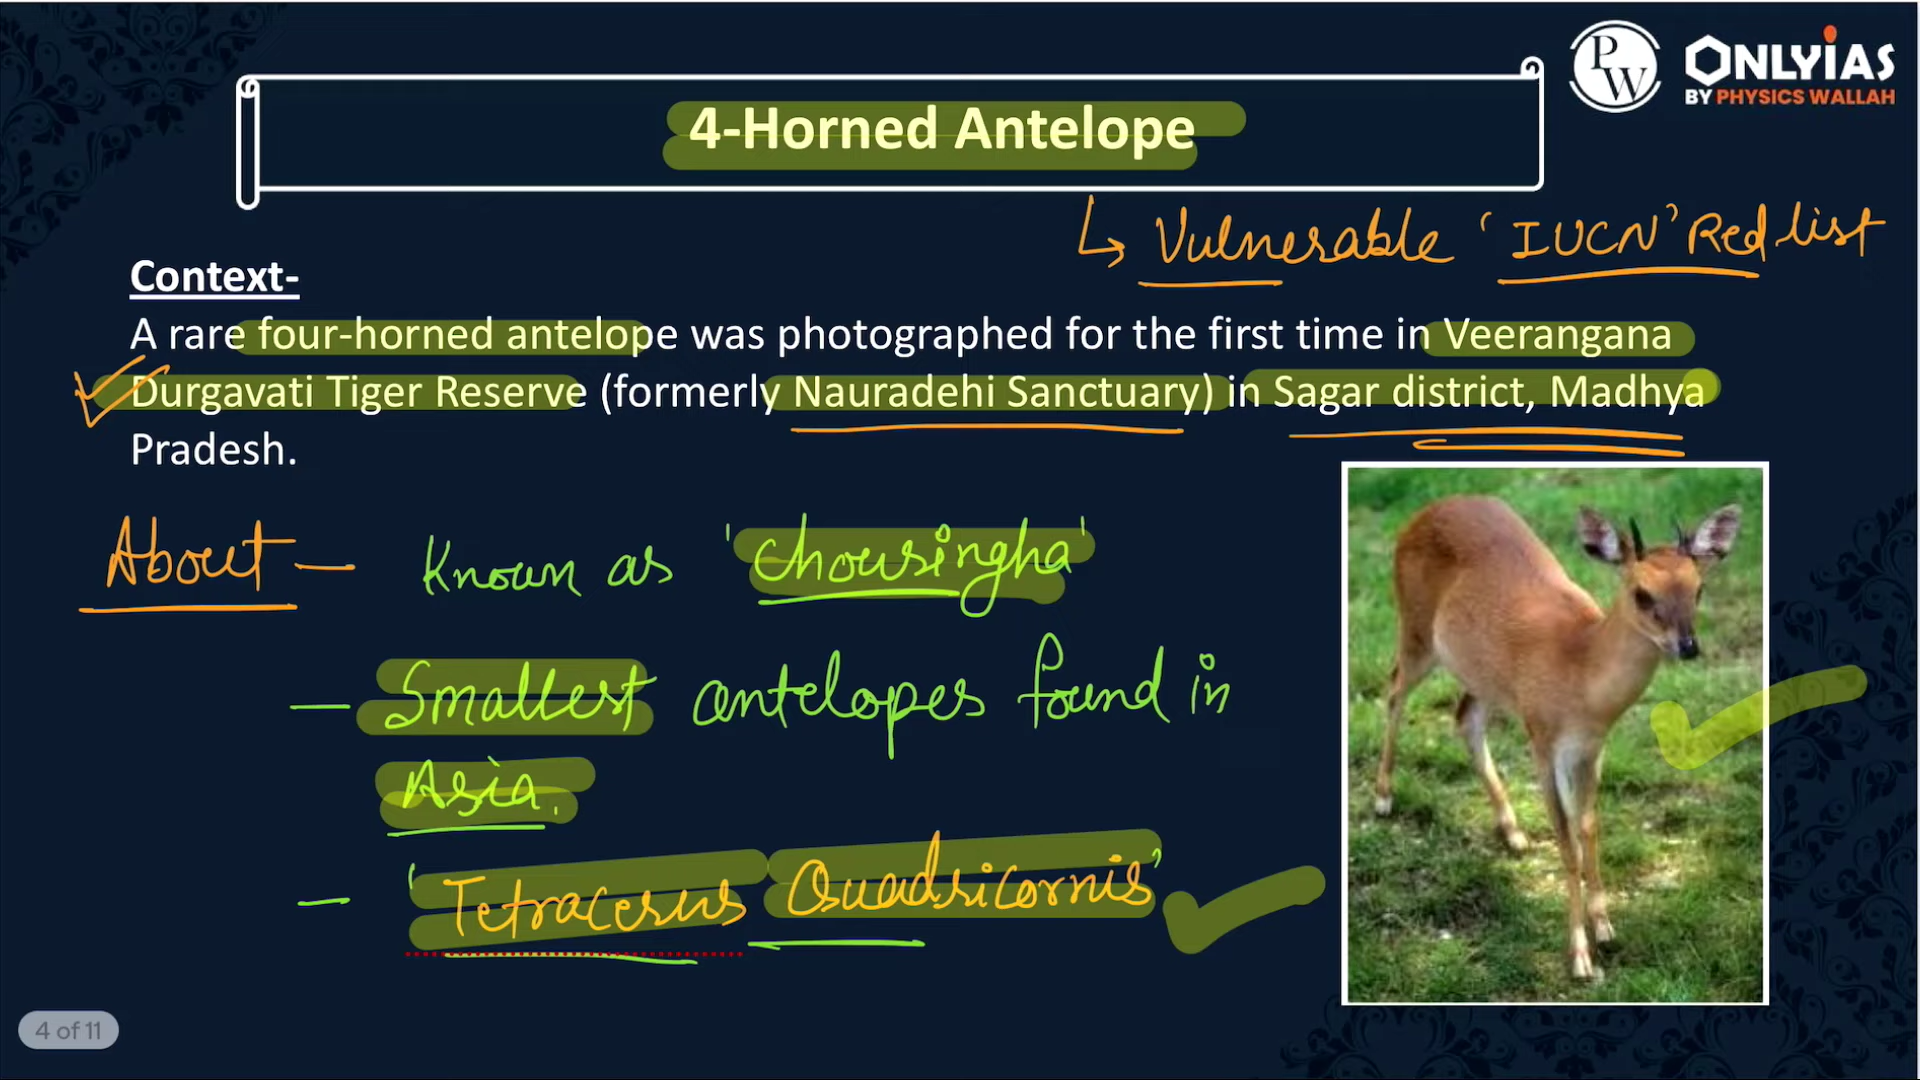 PW ONLYIAS
BY PHYSICS WALLAH
4-Horned Antelope
↳ Vulnerable 'IUCN' Red list
Context-
A rare four-horned antelope was photographed for the first time in Veerangana
Durgavati Tiger Reserve (formerly Nauradehi Sanctuary) in Sagar district, Madhya
Pradesh.
About — Known as 'Chousingha'
— Smallest antelopes found in
Asia.
— 'Tetracerus Quadricornis'
4 of 11